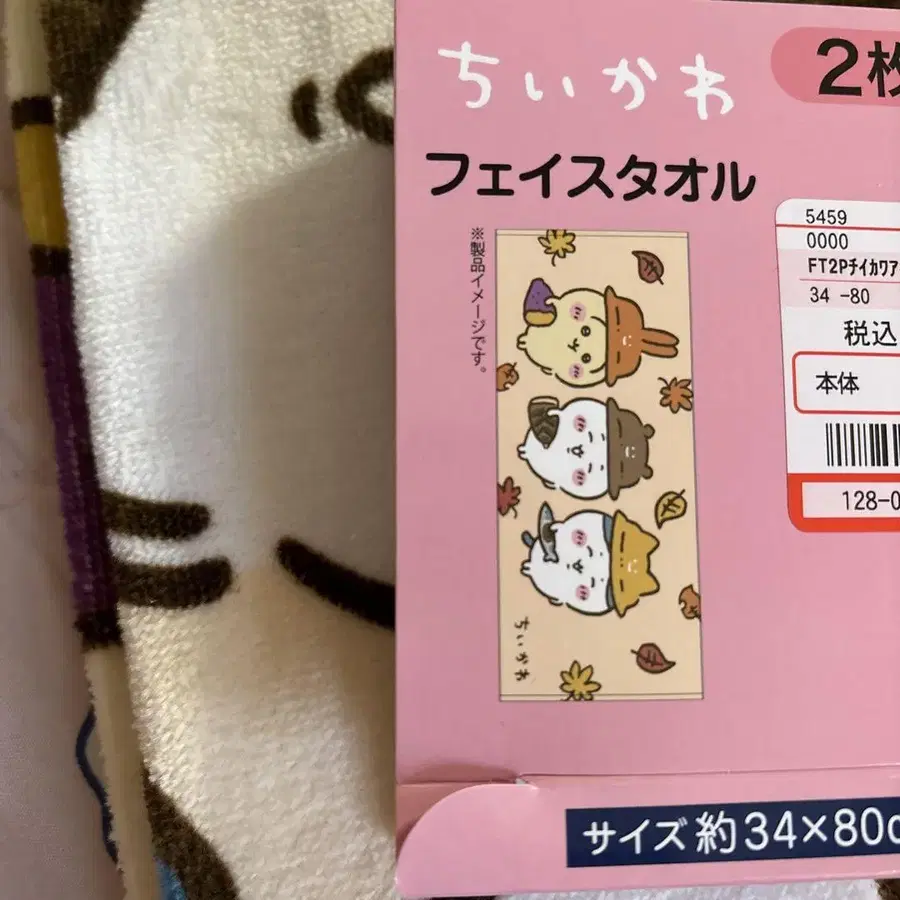 ちいかわ
2枚
フェイスタオル
※製品イメージです。
ちいかわ
5459
0000
FT2Pチイカワア
34 -80
税込
本体
128-0
サイズ 約34×80c